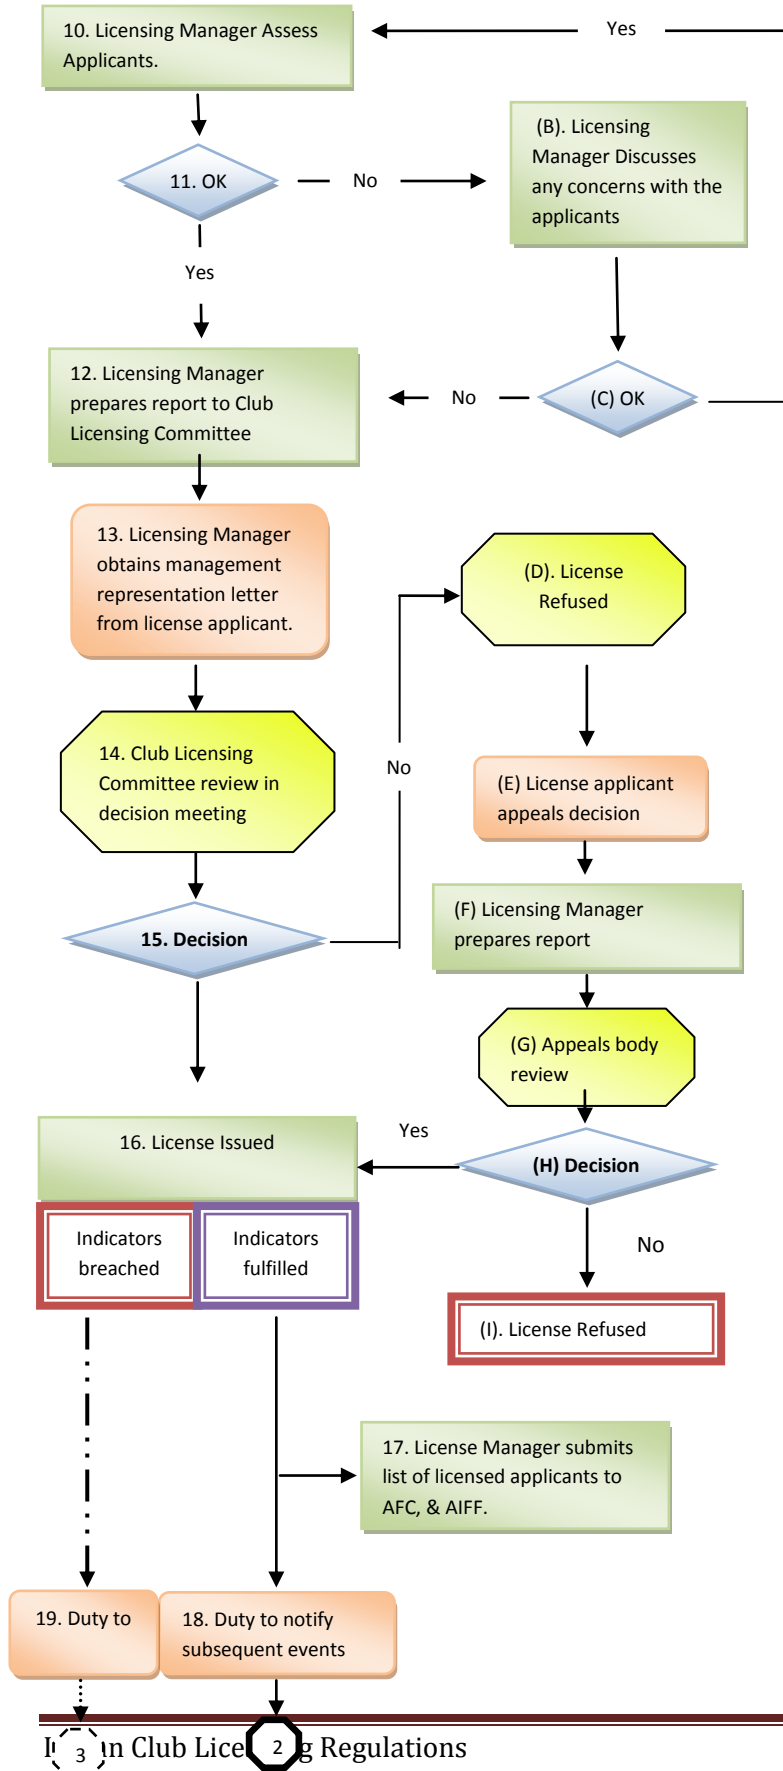 10. Licensing Manager Assess
Applicants.
Yes
11. OK
No
(B). Licensing
Manager Discusses
any concerns with the
applicants
Yes
12. Licensing Manager
prepares report to Club
Licensing Committee
No
(C) OK
13. Licensing Manager
obtains management
representation letter
from license applicant.
(D). License
Refused
14. Club Licensing
Committee review in
decision meeting
No
(E) License applicant
appeals decision
15. Decision
(F) Licensing Manager
prepares report
(G) Appeals body
review
16. License Issued
Yes
(H) Decision
Indicators
breached
Indicators
fulfilled
No
(I). License Refused
17. License Manager submits
list of licensed applicants to
AFC, & AIFF.
19. Duty to
18. Duty to notify
subsequent events
3
2
Club Regulations